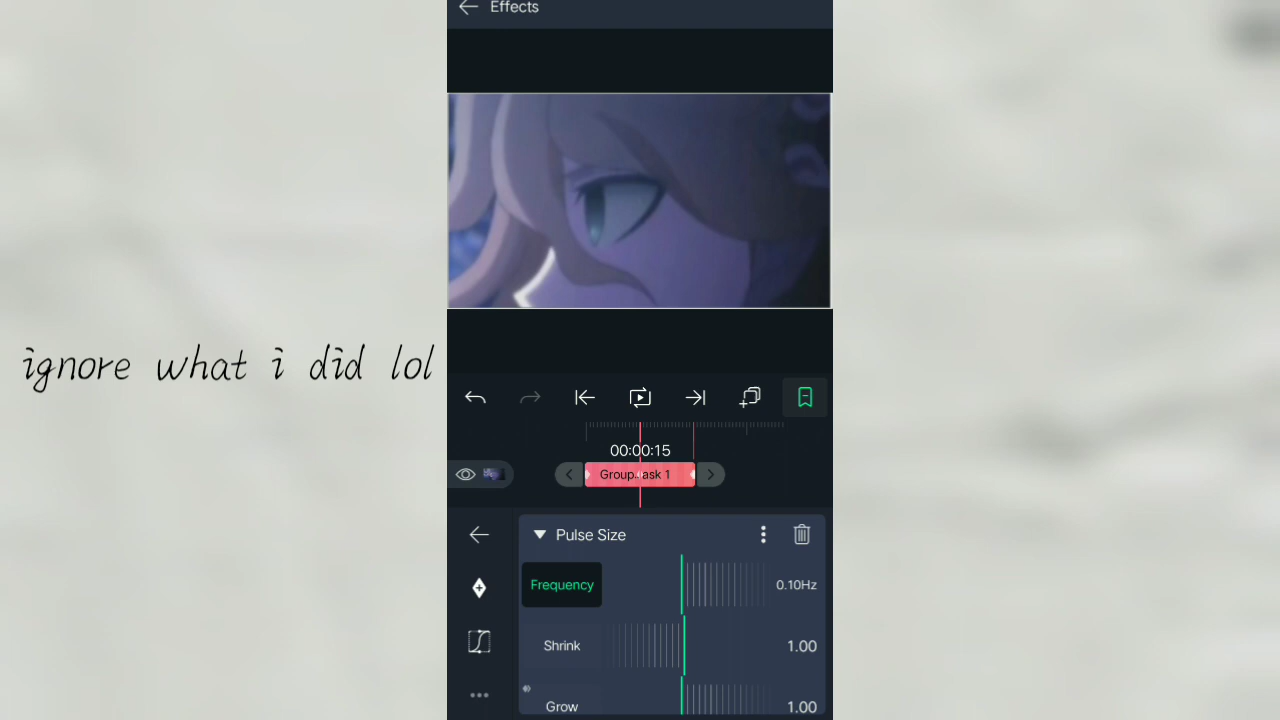 Effects
ignore what i did lol
00:00:15
Group...ask 1
Pulse Size
Frequency
0.10Hz
Shrink
1.00
Grow
1.00